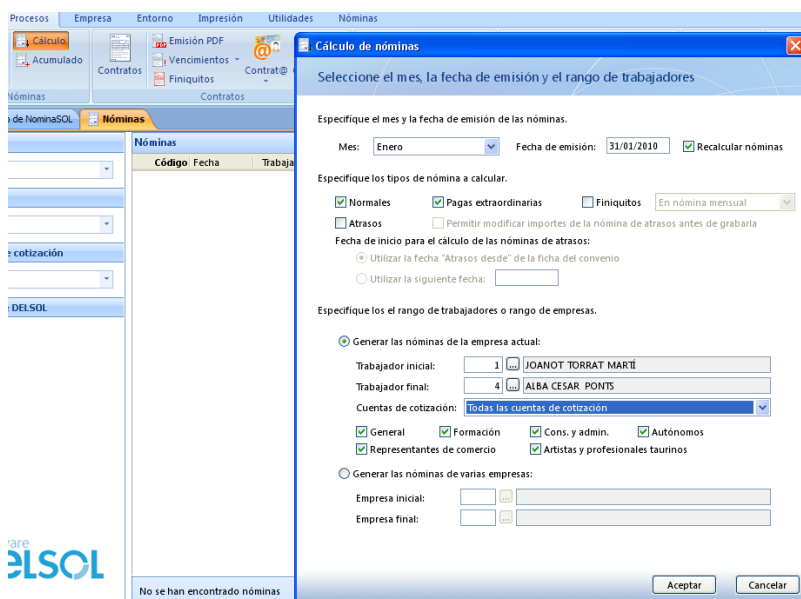 Procesos Empresa Entorno Impresión Utilidades Nóminas
Cálculo
Acumulado
Nóminas
Contratos
Emisión PDF
Vencimientos
Finiquitos
Contrat@
Contratos
de NominaSOL
Nóminas
cotización
DELSOL
Nóminas
Código Fecha Trabaja
No se han encontrado nóminas
Cálculo de nóminas
Seleccione el mes, la fecha de emisión y el rango de trabajadores
Especifique el mes y la fecha de emisión de las nóminas.
Mes: Enero Fecha de emisión: 31/01/2010 Recalcular nóminas
Especifique los tipos de nómina a calcular.
Normales Pagas extraordinarias Finiquitos En nómina mensual
Atrasos Permitir modificar importes de la nómina de atrasos antes de grabarla
Fecha de inicio para el cálculo de las nóminas de atrasos:
Utilizar la fecha "Atrasos desde" de la ficha del convenio
Utilizar la siguiente fecha:
Especifique los el rango de trabajadores o rango de empresas.
Generar las nóminas de la empresa actual:
Trabajador inicial: 1 ... JOANOT TORRAT MARTÍ
Trabajador final: 4 ... ALBA CESAR PONTS
Cuentas de cotización: Todas las cuentas de cotización
General Formación Cons. y admin. Autónomos
Representantes de comercio Artistas y profesionales taurinos
Generar las nóminas de varias empresas:
Empresa inicial: ...
Empresa final: ...
Aceptar Cancelar